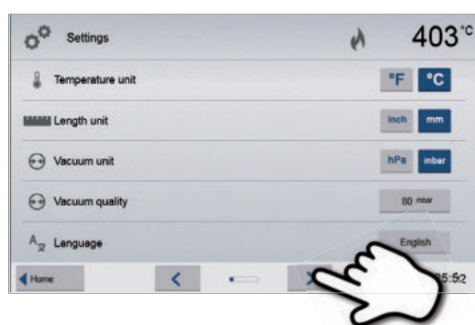 Settings 403 °C
Temperature unit °F °C
Length unit inch mm
Vacuum unit hPa mbar
Vacuum quality 80 mbar
Language English
Home